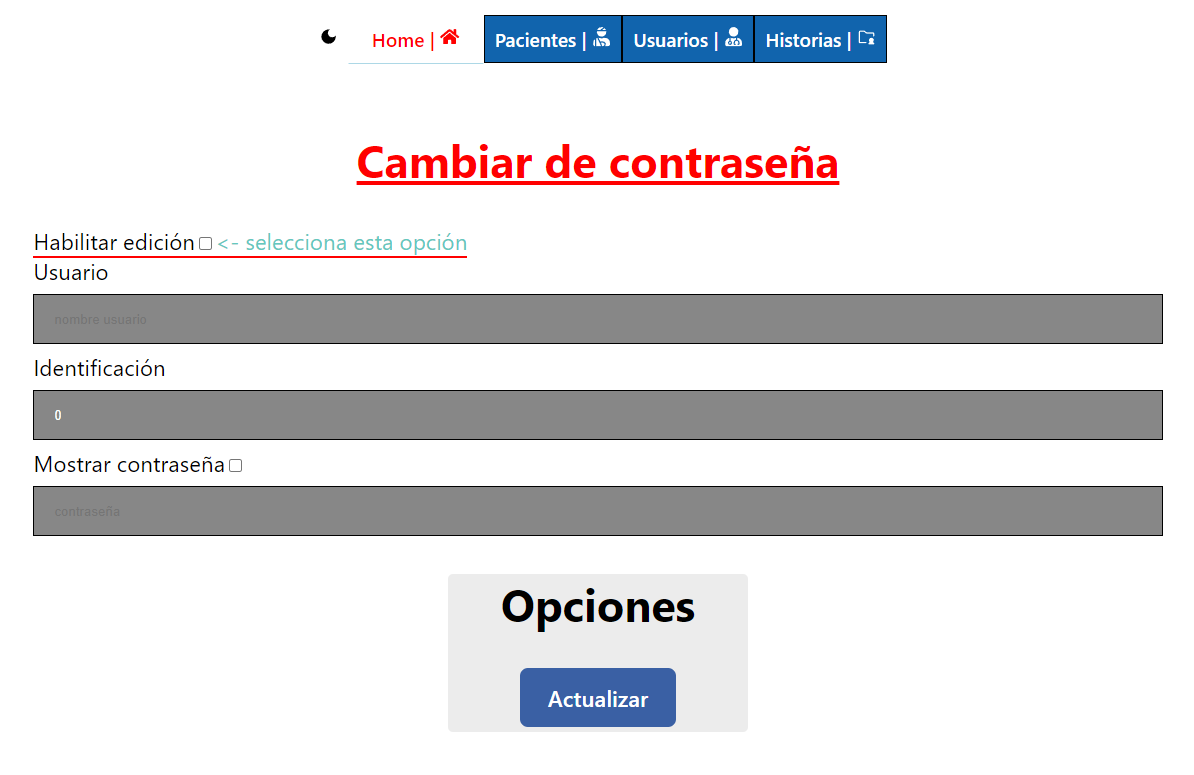 Home | Pacientes | Usuarios | Historias |
Cambiar de contraseña
Habilitar edición <- selecciona esta opción
Usuario
nombre usuario
Identificación
0
Mostrar contraseña
contraseña
Opciones
Actualizar